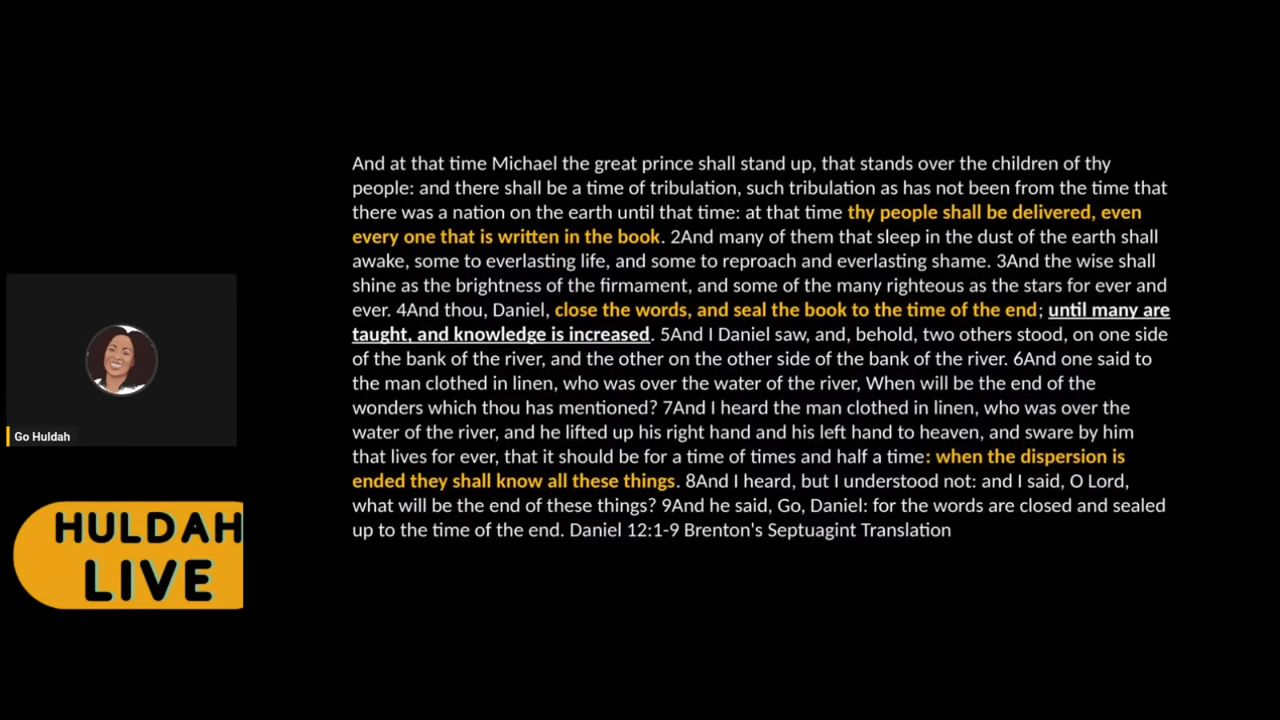 And at that time Michael the great prince shall stand up, that stands over the children of thy
people: and there shall be a time of tribulation, such tribulation as has not been from the time that
there was a nation on the earth until that time: at that time thy people shall be delivered, even
every one that is written in the book. 2And many of them that sleep in the dust of the earth shall
awake, some to everlasting life, and some to reproach and everlasting shame. 3And the wise shall
shine as the brightness of the firmament, and some of the many righteous as the stars for ever and
ever. 4And thou, Daniel, close the words, and seal the book to the time of the end; until many are
taught, and knowledge is increased. 5And I Daniel saw, and, behold, two others stood, on one side
of the bank of the river, and the other on the other side of the bank of the river. 6And one said to
the man clothed in linen, who was over the water of the river, When will be the end of the
wonders which thou has mentioned? 7And I heard the man clothed in linen, who was over the
water of the river, and he lifted up his right hand and his left hand to heaven, and sware by him
that lives for ever, that it should be for a time of times and half a time: when the dispersion is
ended they shall know all these things. 8And I heard, but I understood not: and I said, O Lord,
what will be the end of these things? 9And he said, Go, Daniel: for the words are closed and sealed
up to the time of the end. Daniel 12:1-9 Brenton's Septuagint Translation
Go Huldah
HULDAH
LIVE